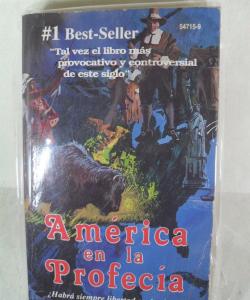 #1 Best-Seller
54715-9
"Tal vez el libro más
provocativo y controversial
de este siglo"
América
en la
Profecía
¿Habrá siempre libertad